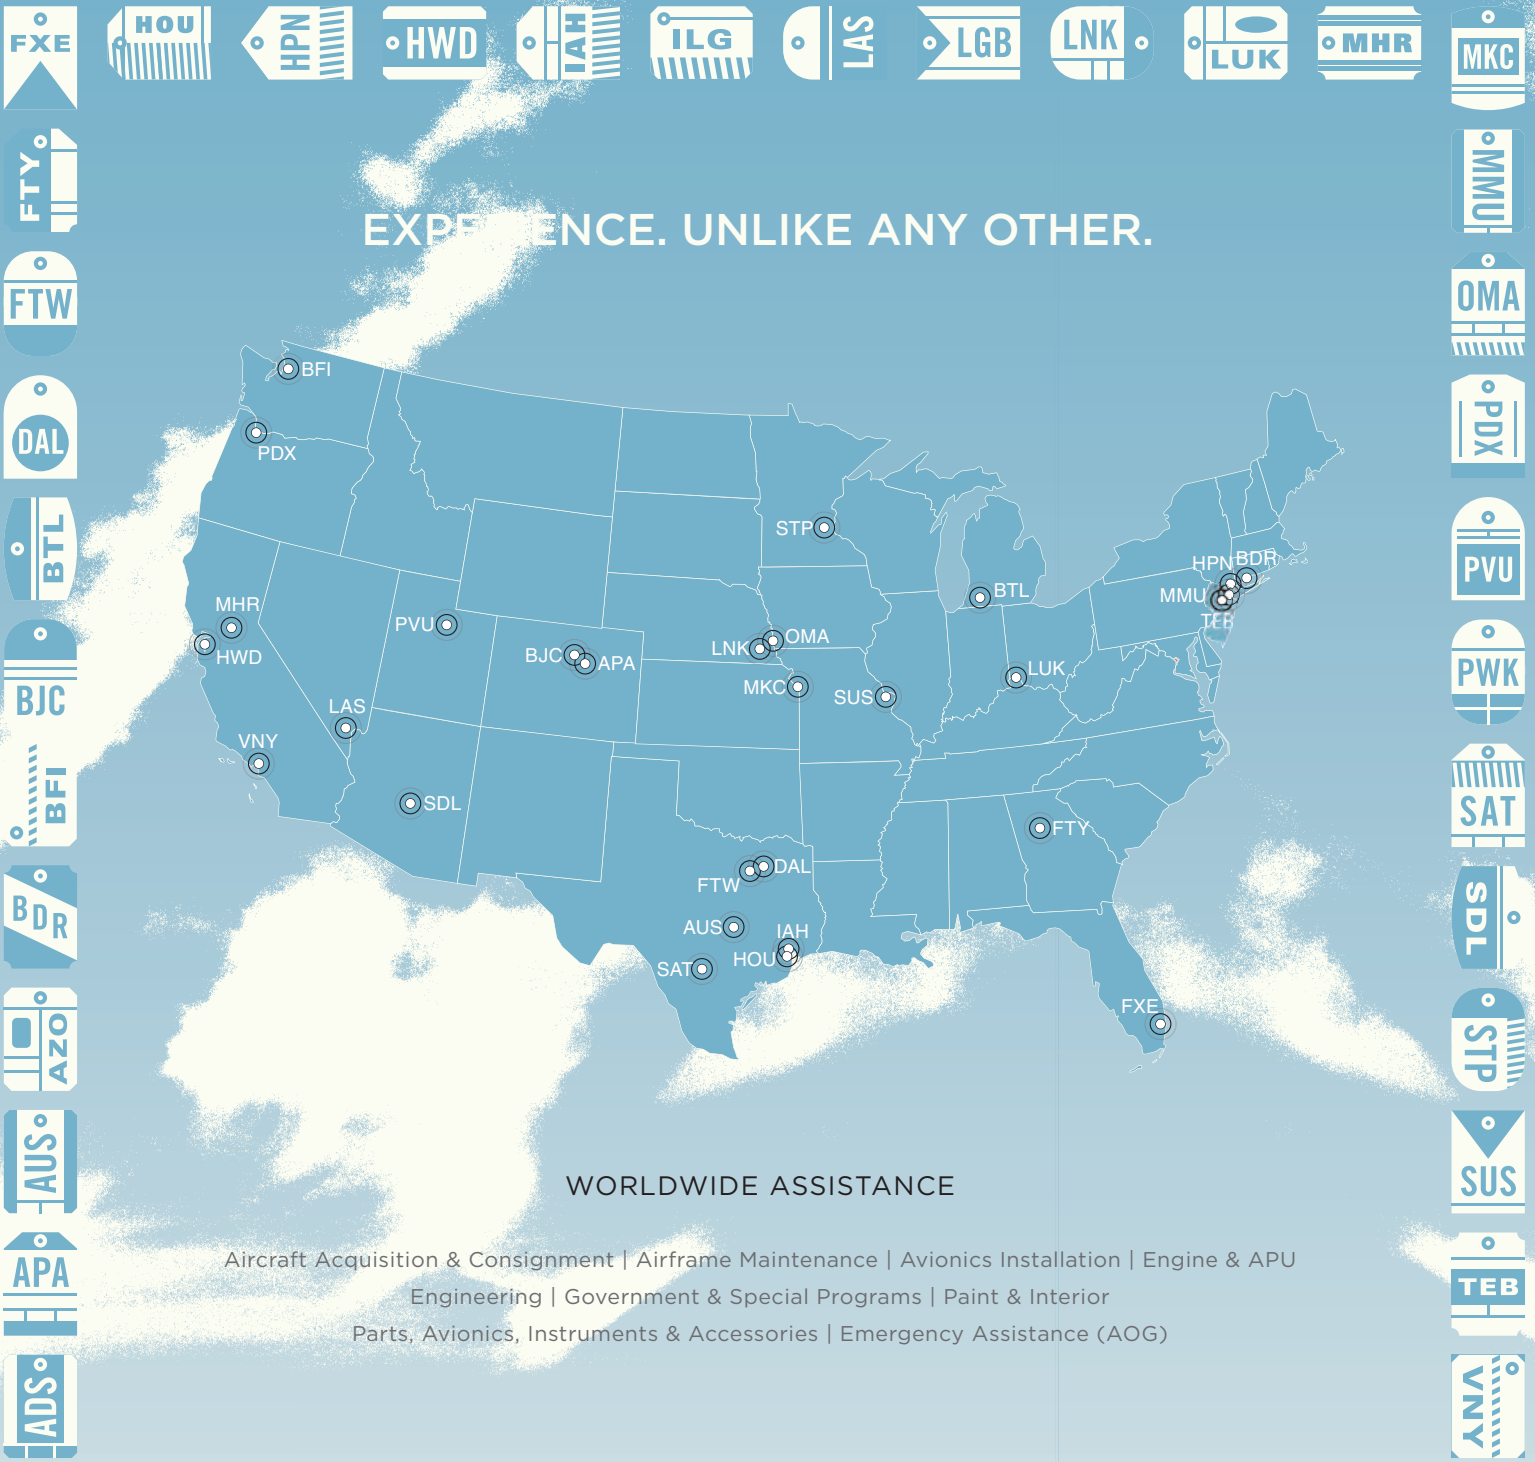 FXE
HOU
HPN
HWD
IAH
ILG
LAS
LGB
LNK
LUK
MHR
MKC
FTY
MMU
FTW
OMA
DAL
PDX
BTL
PVU
BJC
PWK
BFI
SAT
BDR
SDL
AZO
STP
AUS
SUS
APA
TEB
ADS
VNY
EXPERIENCE. UNLIKE ANY OTHER.
BFI
PDX
STP
HPN
BDR
BTL
MMU
TEB
MHR
PVU
HWD
BJC
APA
LNK
OMA
MKC
SUS
LUK
LAS
VNY
SDL
FTY
DAL
FTW
AUS
IAH
HOU
SAT
FXE
WORLDWIDE ASSISTANCE
Aircraft Acquisition & Consignment | Airframe Maintenance | Avionics Installation | Engine & APU
Engineering | Government & Special Programs | Paint & Interior
Parts, Avionics, Instruments & Accessories | Emergency Assistance (AOG)